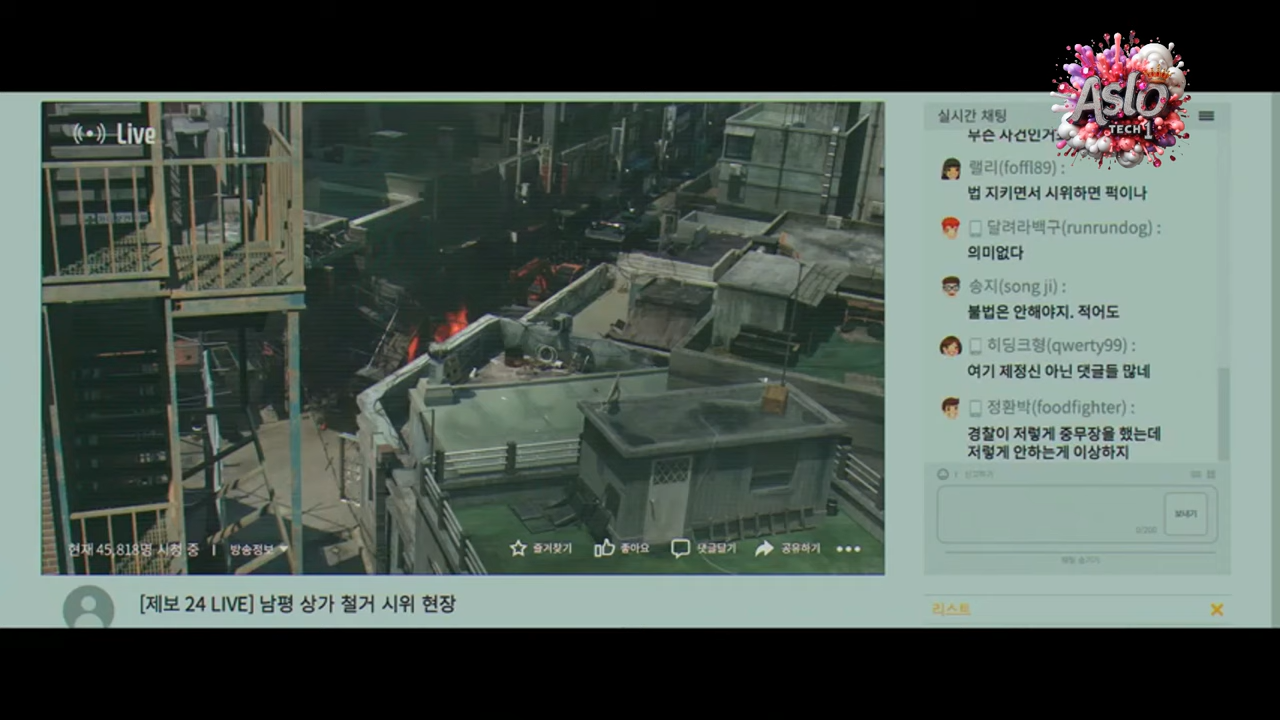 Aslo
TECH 1
Live
실시간 채팅
랠리(foffl89) :
법 지키면서 시위하면 퍽이나
달려라백구(runrundog) :
의미없다
송지(song ji) :
불법은 안해야지. 적어도
히딩크형(qwerty99) :
여기 제정신 아닌 댓글들 많네
정환박(foodfighter) :
경찰이 저렇게 중무장을 했는데
저렇게 안하는게 이상하지
보내기
0/200
현재 45,818명 시청 중 | 방송정보
즐겨찾기 좋아요 댓글달기 공유하기
[제보 24 LIVE] 남평 상가 철거 시위 현장
리스트